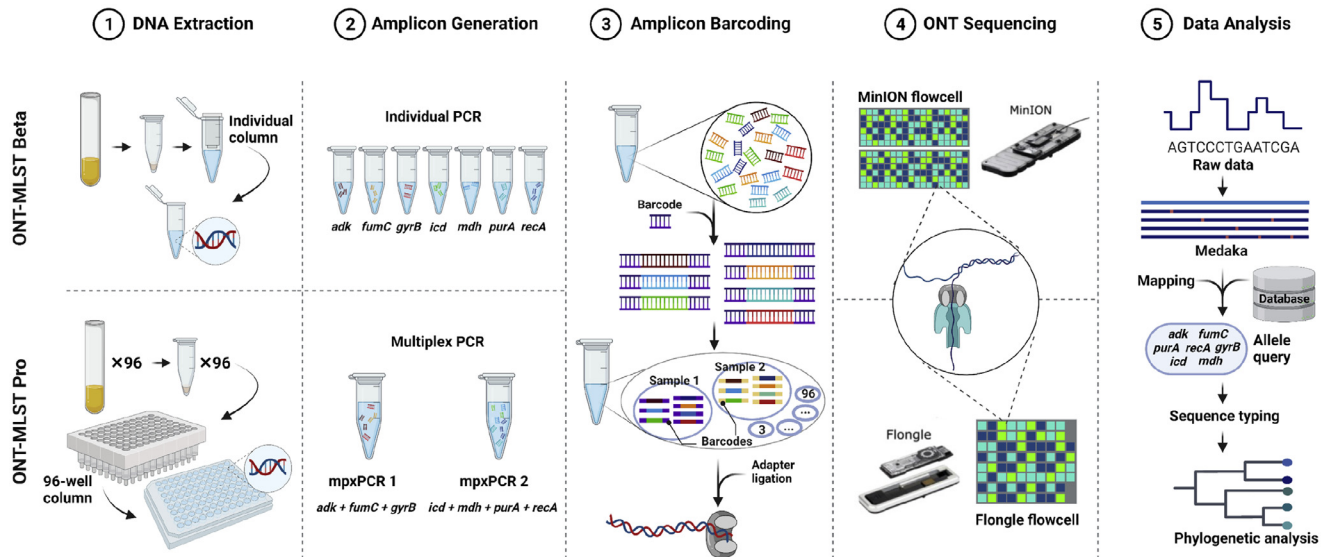 1 DNA Extraction
2 Amplicon Generation
3 Amplicon Barcoding
4 ONT Sequencing
5 Data Analysis
ONT-MLST Beta
Individual
column
Individual PCR
adk fumC gyrB icd mdh purA recA
Barcode
MinION flowcell
MinION
AGTCCCTGAATCGA
Raw data
Medaka
Mapping
Database
adk fumC
purA recA gyrB
icd mdh
Allele
query
Sequence typing
Phylogenetic analysis
ONT-MLST Pro
×96
×96
96-well
column
Multiplex PCR
mpxPCR 1
adk + fumC + gyrB
mpxPCR 2
icd + mdh + purA + recA
Sample 1
Sample 2
96
...
...
3
Barcodes
Adapter
ligation
Flongle
Flongle flowcell